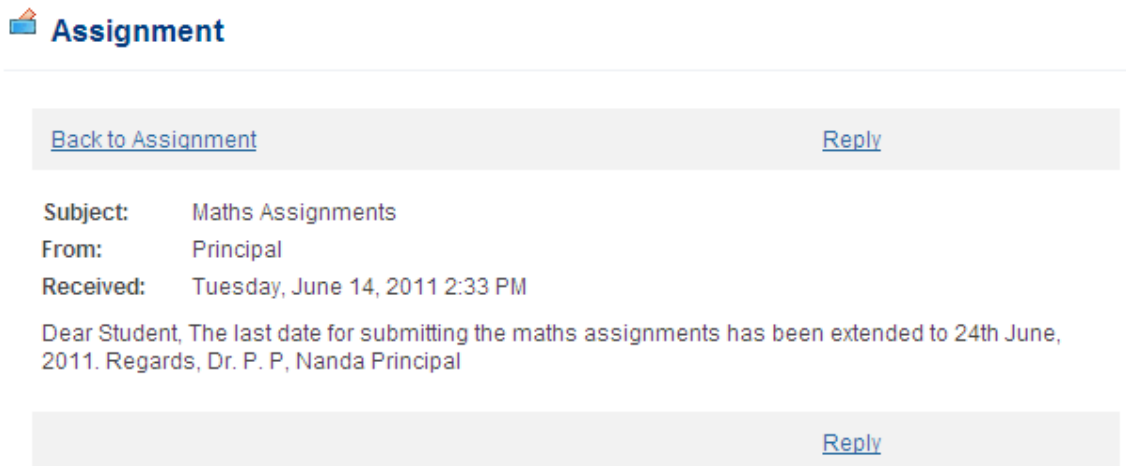 Assignment
Back to Assignment Reply
Subject: Maths Assignments
From: Principal
Received: Tuesday, June 14, 2011 2:33 PM
Dear Student, The last date for submitting the maths assignments has been extended to 24th June,
2011. Regards, Dr. P. P, Nanda Principal
Reply